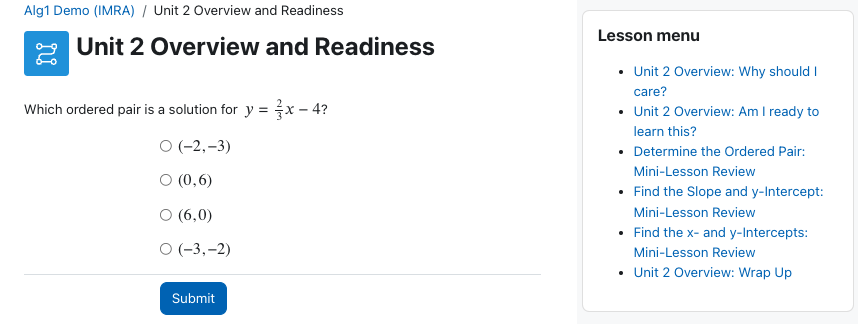 Alg1 Demo (IMRA) / Unit 2 Overview and Readiness
Unit 2 Overview and Readiness
Which ordered pair is a solution for y = 2/3 x − 4?
(−2,−3)
(0,6)
(6,0)
(−3,−2)
Submit
Lesson menu
• Unit 2 Overview: Why should I
care?
• Unit 2 Overview: Am I ready to
learn this?
• Determine the Ordered Pair:
Mini-Lesson Review
• Find the Slope and y-Intercept:
Mini-Lesson Review
• Find the x- and y-Intercepts:
Mini-Lesson Review
• Unit 2 Overview: Wrap Up